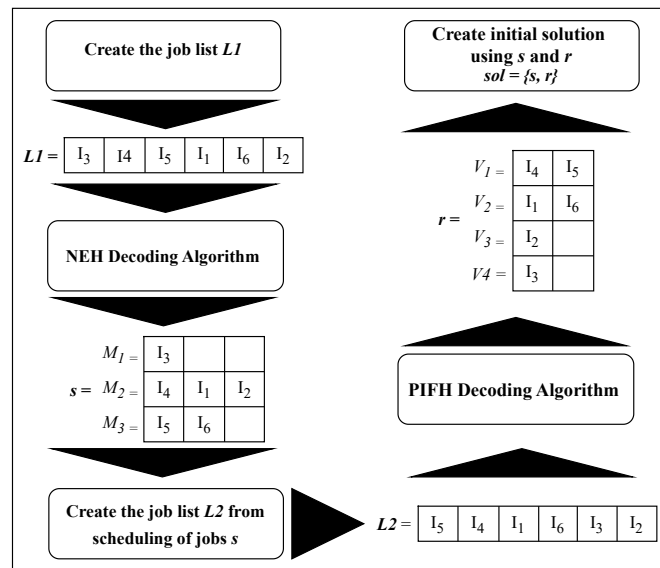 Create the job list L1
L1 = I3 I4 I5 I1 I6 I2
NEH Decoding Algorithm
M1 = I3
s = M2 = I4 I1 I2
M3 = I5 I6
Create the job list L2 from
scheduling of jobs s
L2 = I5 I4 I1 I6 I3 I2
PIFH Decoding Algorithm
V1 = I4 I5
r = V2 = I1 I6
V3 = I2
V4 = I3
Create initial solution
using s and r
sol = {s, r}